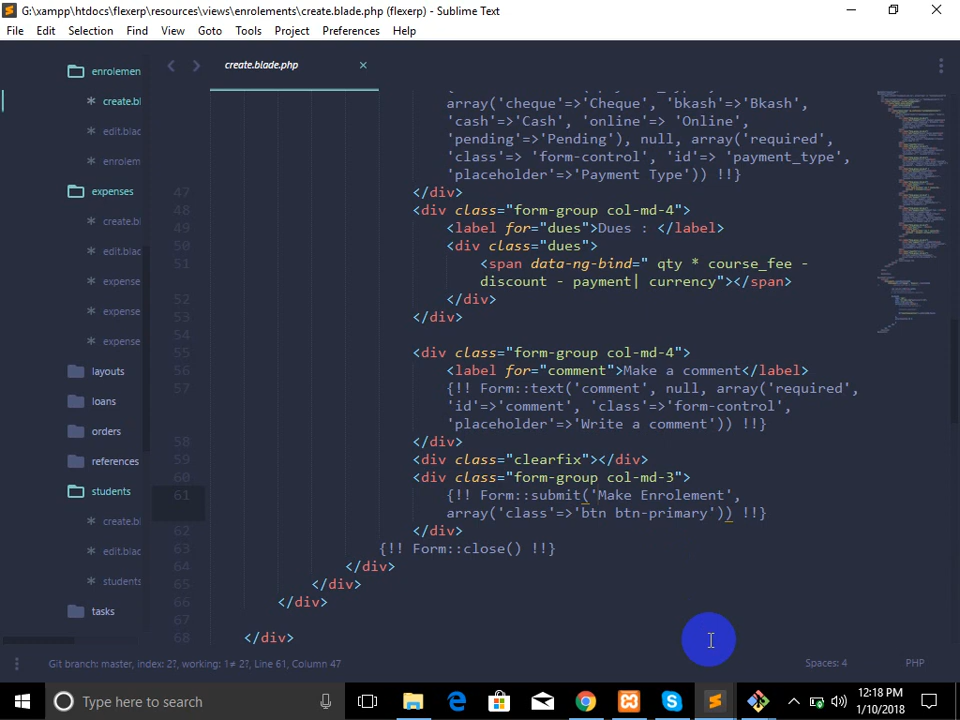 G:\xampp\htdocs\flexerp\resources\views\enrolements\create.blade.php (flexerp) - Sublime Text
File Edit Selection Find View Goto Tools Project Preferences Help
enrolemen
create.bl
edit.blac
enrolem
expenses
create.bl
edit.blac
expense
expense
expense
layouts
loans
orders
references
students
create.bl
edit.blac
students
tasks
create.blade.php
array('cheque'=>'Cheque', 'bkash'=>'Bkash',
'cash'=>'Cash', 'online'=> 'Online',
'pending'=>'Pending'), null, array('required',
'class'=> 'form-control', 'id'=> 'payment_type',
'placeholder'=>'Payment Type')) !!}
47 </div>
48 <div class="form-group col-md-4">
49 <label for="dues">Dues : </label>
50 <div class="dues">
51 <span data-ng-bind=" qty * course_fee -
discount - payment| currency"></span>
52 </div>
53 </div>
54
55 <div class="form-group col-md-4">
56 <label for="comment">Make a comment</label>
57 {!! Form::text('comment', null, array('required',
'id'=>'comment', 'class'=>'form-control',
'placeholder'=>'Write a comment')) !!}
58 </div>
59 <div class="clearfix"></div>
60 <div class="form-group col-md-3">
61 {!! Form::submit('Make Enrolement',
array('class'=>'btn btn-primary')) !!}
62 </div>
63 {!! Form::close() !!}
64 </div>
65 </div>
66 </div>
67
68 </div>
Git branch: master, index: 2?, working: 1≠ 2?, Line 61, Column 47
Spaces: 4
PHP
Type here to search
12:18 PM
1/10/2018